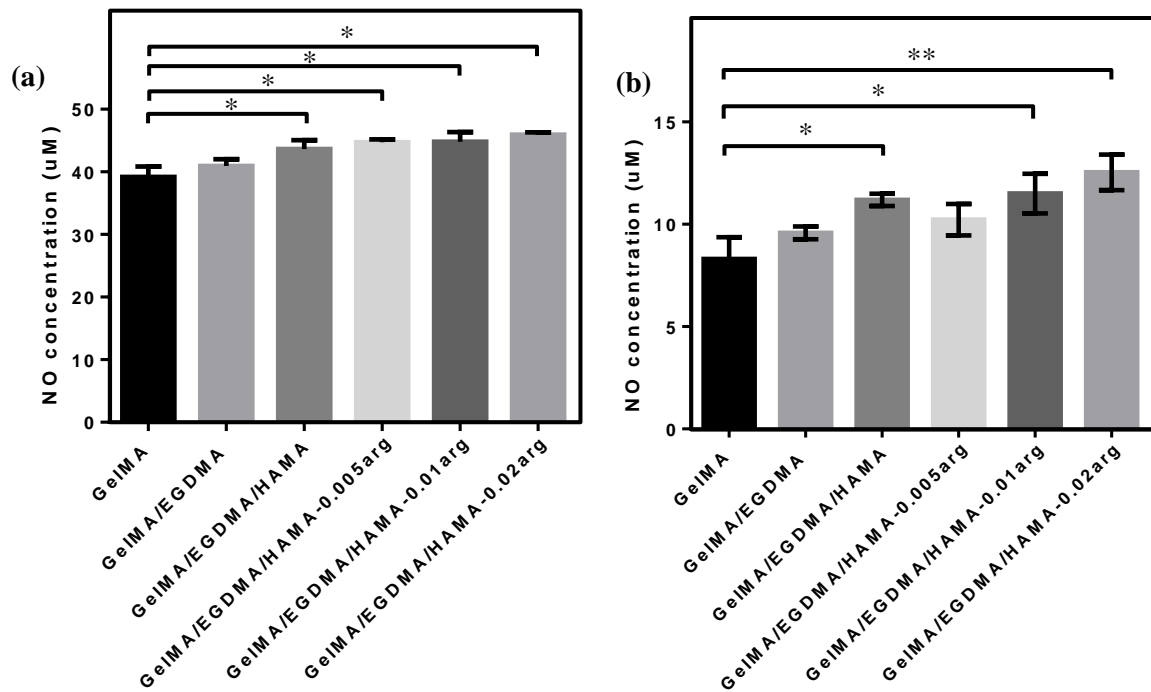 (a)
NO concentration (uM)
50
40
30
20
10
0
*
*
*
*
GelMA
GelMA/EGDMA
GelMA/EGDMA/HAMA
GelMA/EGDMA/HAMA-0.005arg
GelMA/EGDMA/HAMA-0.01arg
GelMA/EGDMA/HAMA-0.02arg
(b)
NO concentration (uM)
15
10
5
0
**
*
*
GelMA
GelMA/EGDMA
GelMA/EGDMA/HAMA
GelMA/EGDMA/HAMA-0.005arg
GelMA/EGDMA/HAMA-0.01arg
GelMA/EGDMA/HAMA-0.02arg